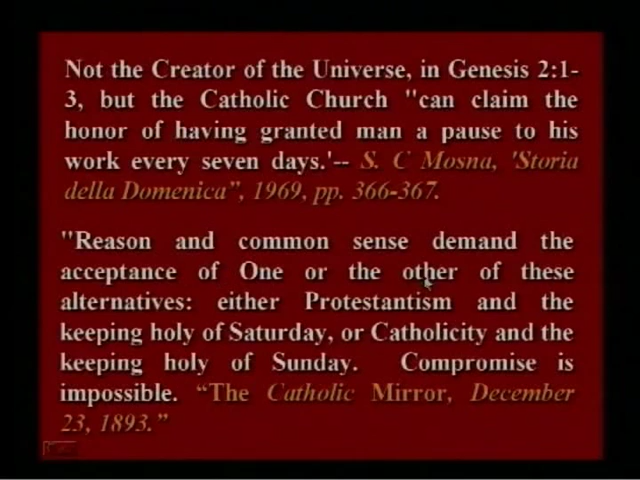 Not the Creator of the Universe, in Genesis 2:1-
3, but the Catholic Church "can claim the
honor of having granted man a pause to his
work every seven days.'-- S. C Mosna, 'Storia
della Domenica”, 1969, pp. 366-367.
"Reason and common sense demand the
acceptance of One or the other of these
alternatives: either Protestantism and the
keeping holy of Saturday, or Catholicity and the
keeping holy of Sunday. Compromise is
impossible. “The Catholic Mirror, December
23, 1893.”